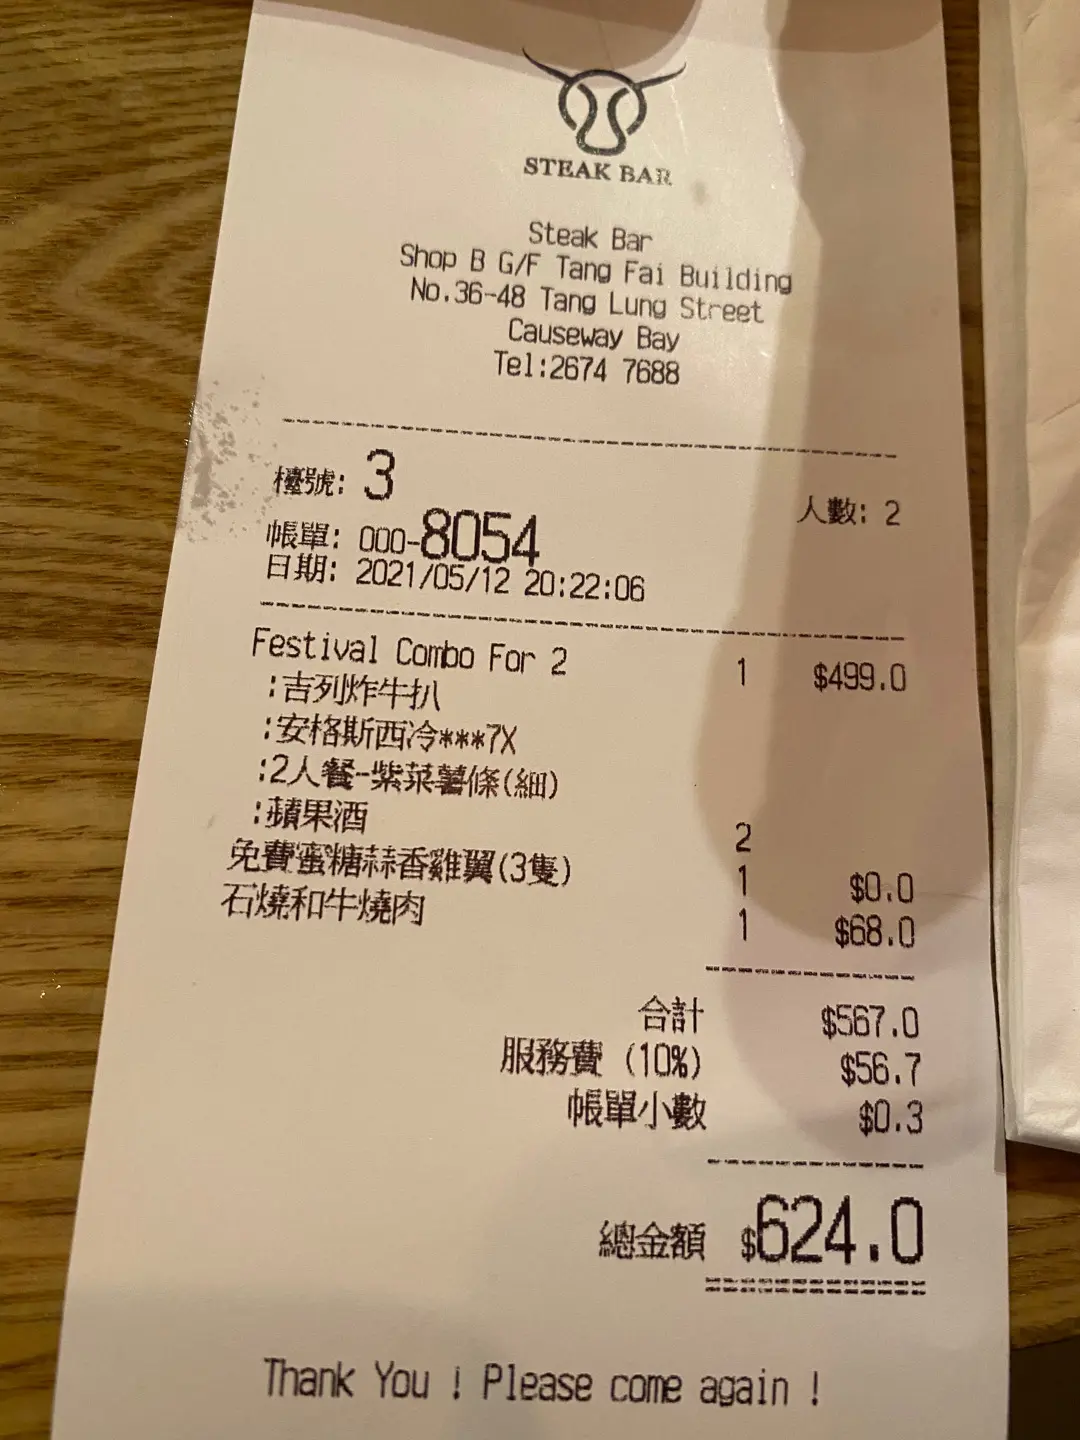 STEAK BAR
Steak Bar
Shop B G/F Tang Fai Building
No.36-48 Tang Lung Street
Causeway Bay
Tel:2674 7688
檯號: 3 人數: 2
帳單: 000-8054
日期: 2021/05/12 20:22:06
Festival Combo For 2 1 $499.0
:吉列炸牛扒
:安格斯西冷***7X
:2人餐-紫菜薯條(細)
:蘋果酒 2
免費蜜糖蒜香雞翼(3隻) 1 $0.0
石燒和牛燒肉 1 $68.0
合計 $567.0
服務費 (10%) $56.7
帳單小數 $0.3
總金額 $624.0
Thank You ! Please come again !